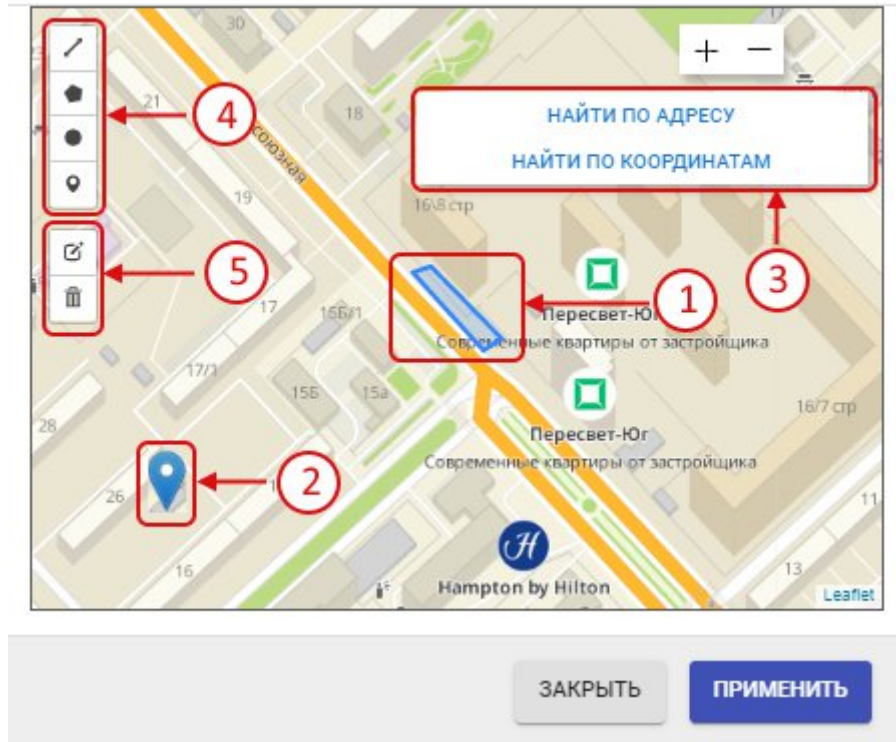 30
+ −
21
4
18
НАЙТИ ПО АДРЕСУ
НАЙТИ ПО КООРДИНАТАМ
союзная
19
16\8 стр
5
3
1
17
15Б/1
Пересвет-Юг
Современные квартиры от застройщика
17/1
15Б
15а
16/7 стр
28
Пересвет-Юг
Современные квартиры от застройщика
2
26
11
H
16
13
Hampton by Hilton
Leaflet
ЗАКРЫТЬ
ПРИМЕНИТЬ